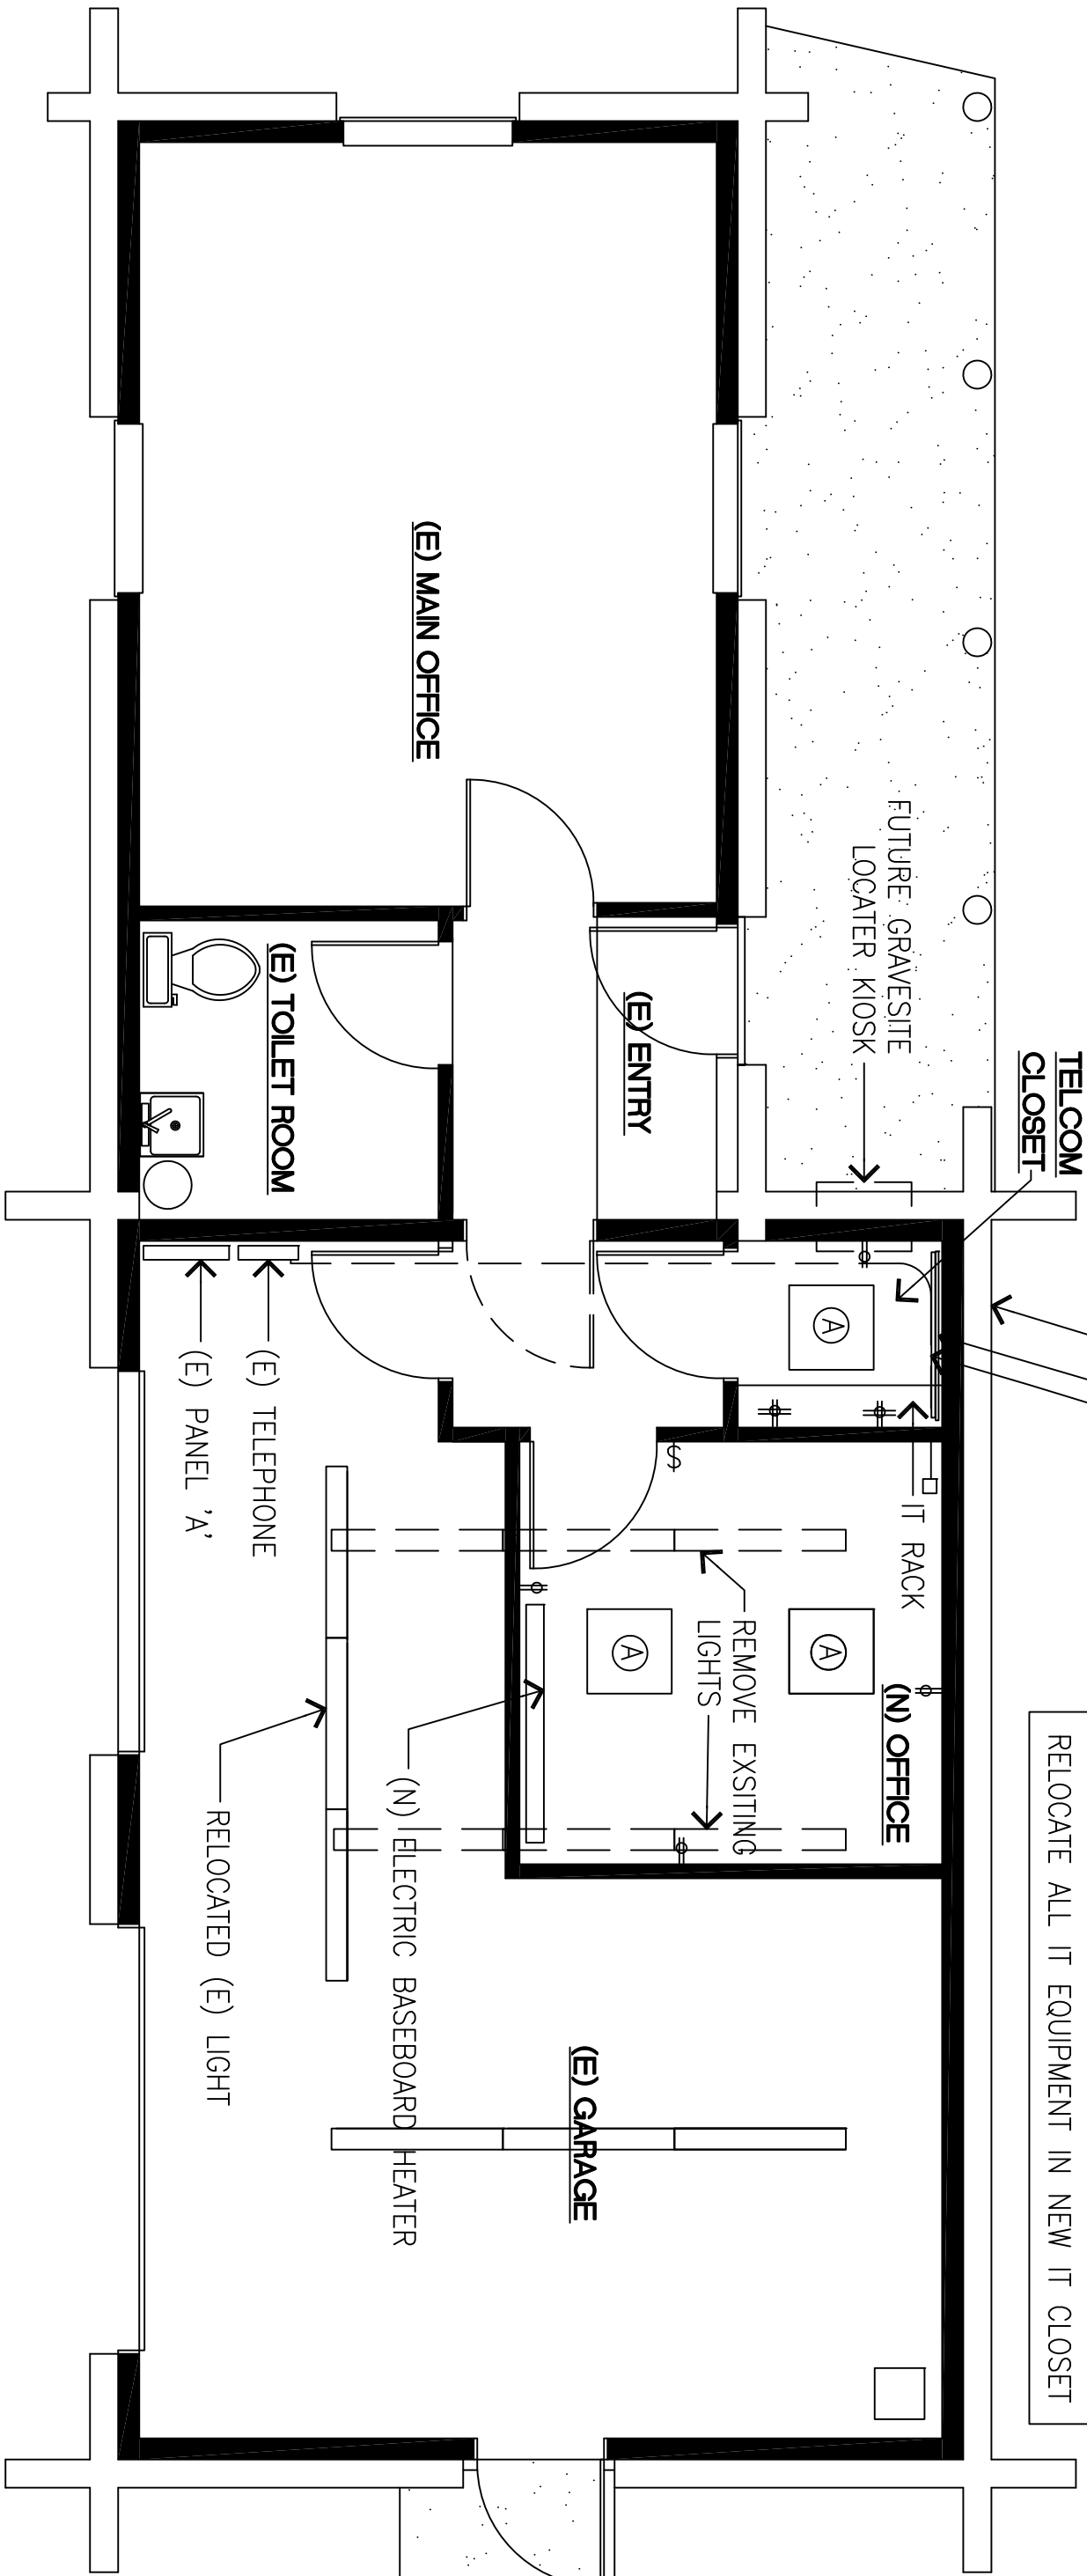 RELOCATE ALL IT EQUIPMENT IN NEW IT CLOSET
TELCOM
CLOSET
FUTURE GRAVESITE
LOCATER KIOSK
IT RACK
(N) OFFICE
REMOVE EXSITING
LIGHTS
A
A
A
$
(E) ENTRY
(E) GARAGE
(E) MAIN OFFICE
(N) ELECTRIC BASEBOARD HEATER
(E) TOILET ROOM
(E) TELEPHONE
RELOCATED (E) LIGHT
(E) PANEL 'A'